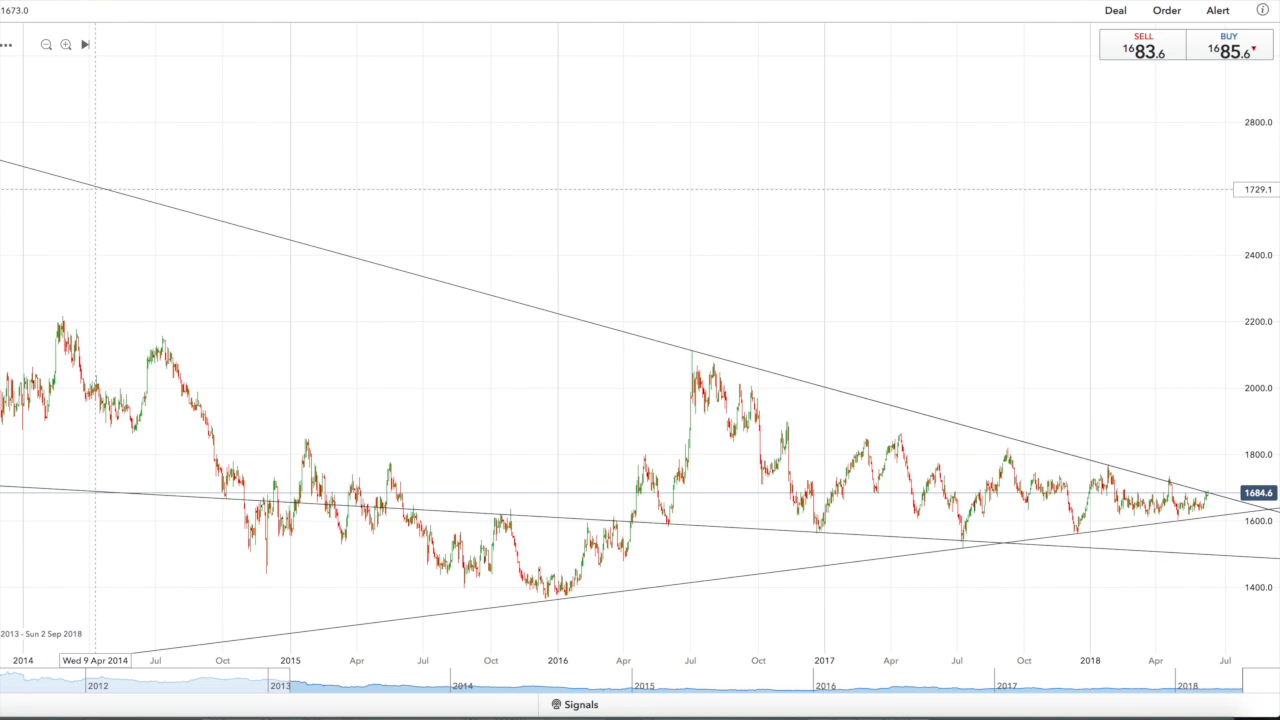 1673.0
Deal Order Alert
SELL BUY
1683.6 1685.6
2800.0
1729.1
2400.0
2200.0
2000.0
1800.0
1684.6
1600.0
1400.0
2013 - Sun 2 Sep 2018
2014 Wed 9 Apr 2014 Jul Oct 2015 Apr Jul Oct 2016 Apr Jul Oct 2017 Apr Jul Oct 2018 Apr Jul
2012 2013 2014 2015 2016 2017 2018
Signals